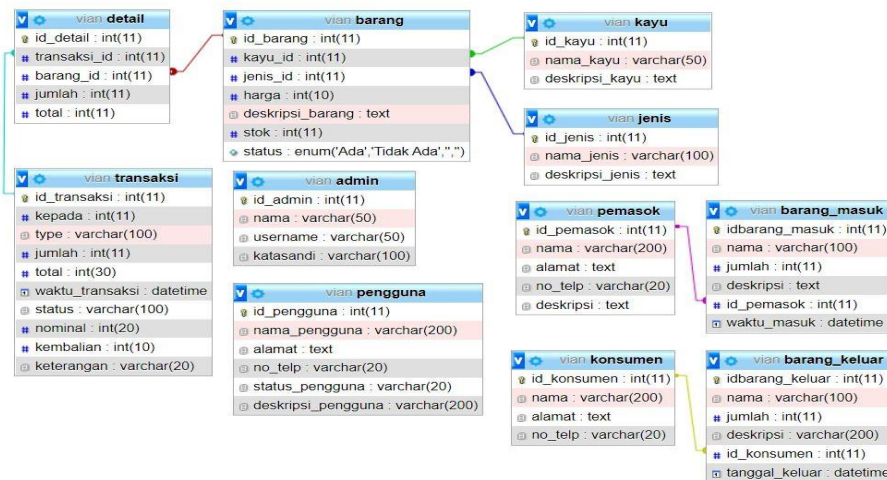 vian detail
id_detail : int(11)
transaksi_id : int(11)
barang_id : int(11)
jumlah : int(11)
total : int(11)
vian barang
id_barang : int(11)
kayu_id : int(11)
jenis_id : int(11)
harga : int(10)
deskripsi_barang : text
stok : int(11)
status : enum('Ada','Tidak Ada','','')
vian kayu
id_kayu : int(11)
nama_kayu : varchar(50)
deskripsi_kayu : text
vian jenis
id_jenis : int(11)
nama_jenis : varchar(100)
deskripsi_jenis : text
vian transaksi
id_transaksi : int(11)
kepada : int(11)
type : varchar(100)
jumlah : int(11)
total : int(30)
waktu_transaksi : datetime
status : varchar(100)
nominal : int(20)
kembalian : int(10)
keterangan : varchar(20)
vian admin
id_admin : int(11)
nama : varchar(50)
username : varchar(50)
katasandi : varchar(100)
vian pengguna
id_pengguna : int(11)
nama_pengguna : varchar(200)
alamat : text
no_telp : varchar(20)
status_pengguna : varchar(20)
deskripsi_pengguna : varchar(200)
vian pemasok
id_pemasok : int(11)
nama : varchar(200)
alamat : text
no_telp : varchar(20)
deskripsi : text
vian barang_masuk
idbarang_masuk : int(11)
nama : varchar(100)
jumlah : int(11)
deskripsi : text
id_pemasok : int(11)
waktu_masuk : datetime
vian konsumen
id_konsumen : int(11)
nama : varchar(200)
alamat : text
no_telp : varchar(20)
vian barang_keluar
idbarang_keluar : int(11)
nama : varchar(100)
jumlah : int(11)
deskripsi : varchar(200)
id_konsumen : int(11)
tanggal_keluar : datetime